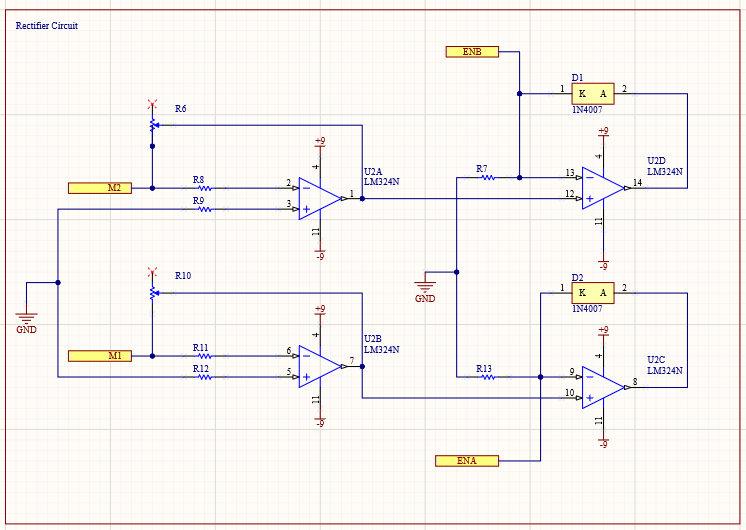 Rectifier Circuit
ENB
D1
1 K A 2
1N4007
R6
+9
+9
4
4
U2A
LM324N
U2D
LM324N
M2
R8
2
1
R7
13
14
R9
3
12
11
11
-9
-9
R10
GND
GND
D2
1 K A 2
1N4007
+9
+9
4
4
U2B
LM324N
U2C
LM324N
M1
R11
6
7
R12
5
R13
9
8
10
11
11
-9
-9
ENA